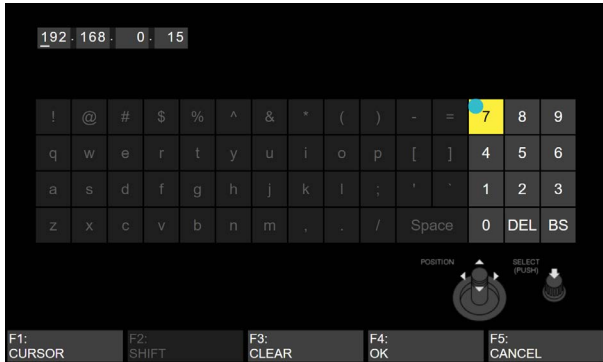 192 . 168 . 0 . 15
! @ # $ % ^ & * ( ) - = 7 8 9
q w e r t y u i o p [ ] 4 5 6
a s d f g h j k l ; ' ` 1 2 3
z x c v b n m , . / Space 0 DEL BS
POSITION SELECT
(PUSH)
F1: F2: F3: F4: F5:
CURSOR SHIFT CLEAR OK CANCEL